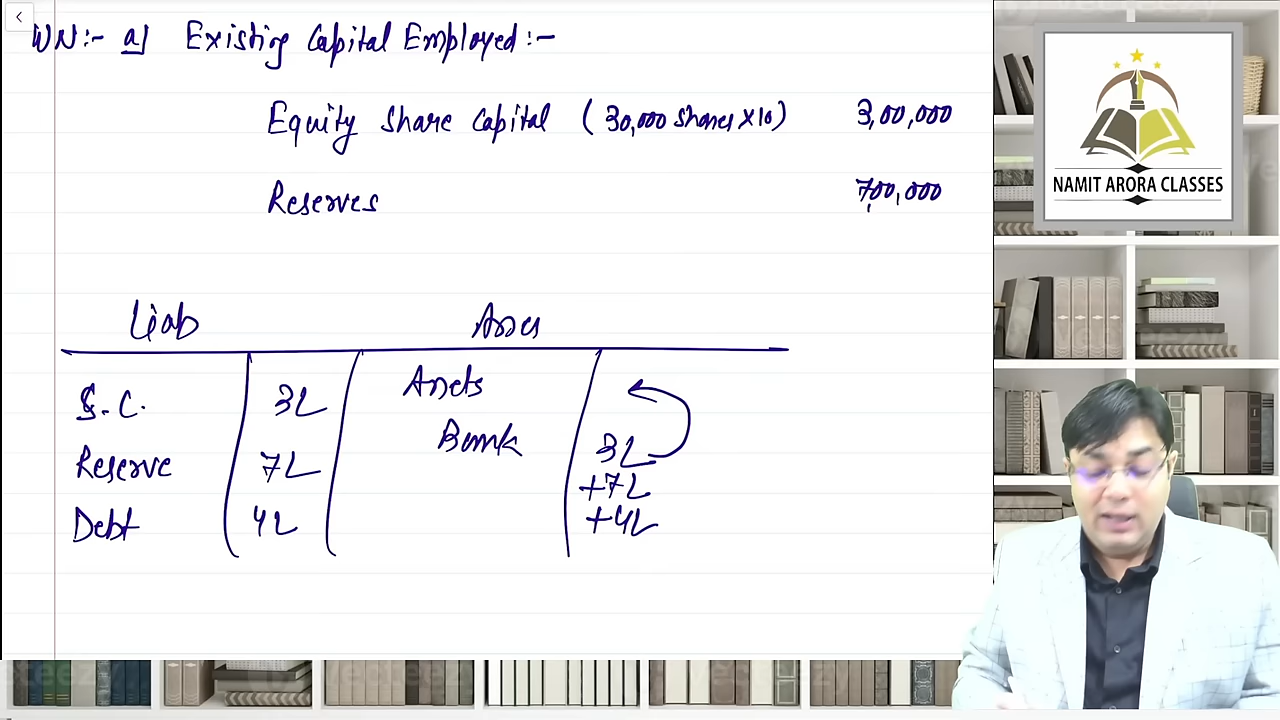 WN:- a) Existing Capital Employed:-
Equity Share Capital (30,000 shares x 10) 3,00,000
Reserves 7,00,000
NAMIT ARORA CLASSES
Liab Asses
S.C. 3L Assets
Bank 3L
Reserve 7L +7L
Debt 4L +4L